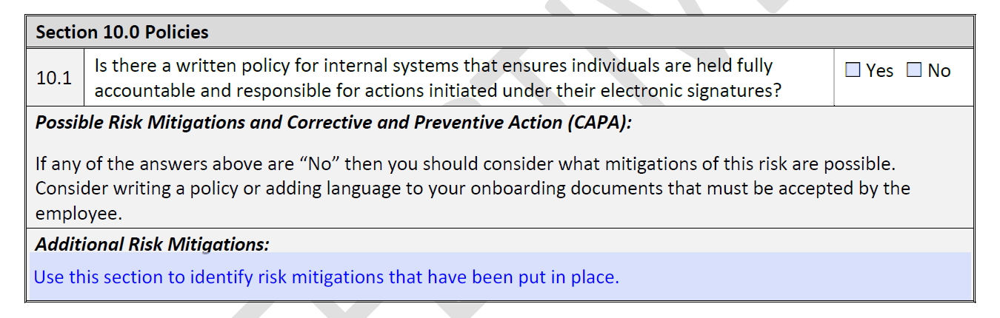 Section 10.0 Policies
10.1
Is there a written policy for internal systems that ensures individuals are held fully
accountable and responsible for actions initiated under their electronic signatures?
Yes No
Possible Risk Mitigations and Corrective and Preventive Action (CAPA):
If any of the answers above are “No” then you should consider what mitigations of this risk are possible.
Consider writing a policy or adding language to your onboarding documents that must be accepted by the
employee.
Additional Risk Mitigations:
Use this section to identify risk mitigations that have been put in place.